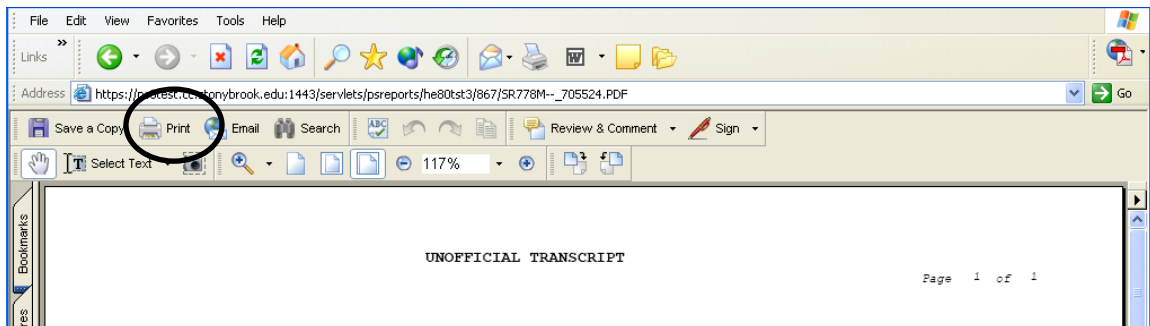 File Edit View Favorites Tools Help
Links »
W
Address https://p test.cc.stonybrook.edu:1443/servlets/psreports/he80tst3/867/SR778M--_705524.PDF Go
Save a Copy Print Email Search ABC Review & Comment Sign
T Select Text 117%
Bookmarks
UNOFFICIAL TRANSCRIPT
Page 1 of 1